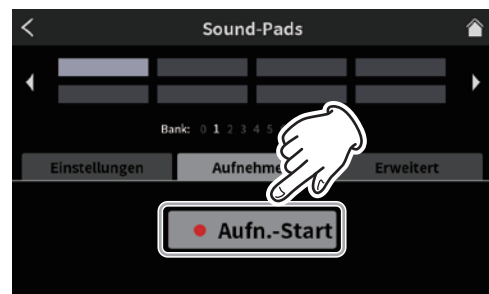 Sound-Pads
Bank: 0 1 2 3 4 5
Einstellungen Aufnehme Erweitert
Aufn.-Start